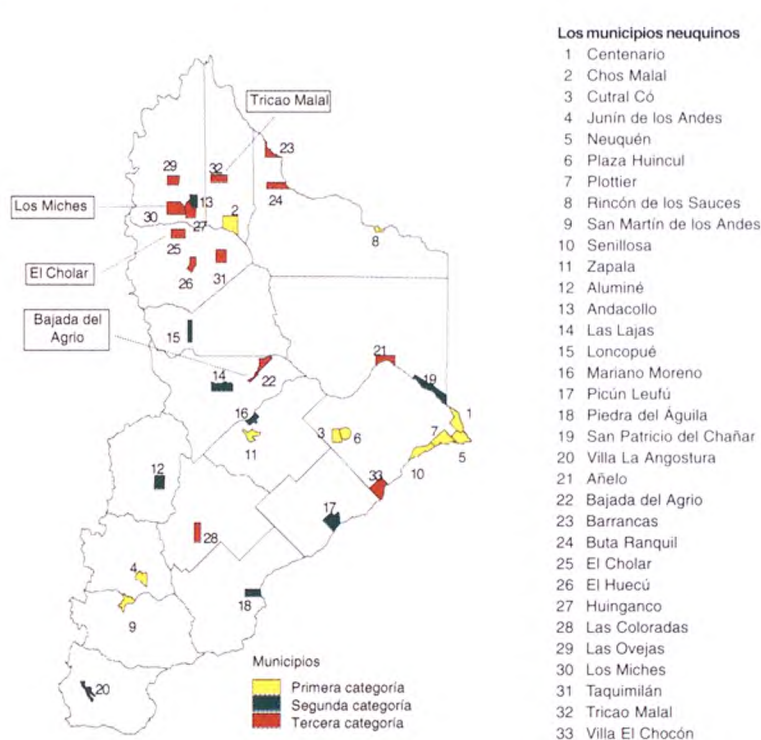 Los municipios neuquinos
1 Centenario
2 Chos Malal
3 Cutral Có
4 Junín de los Andes
5 Neuquén
6 Plaza Huincul
7 Plottier
8 Rincón de los Sauces
9 San Martín de los Andes
10 Senillosa
11 Zapala
12 Aluminé
13 Andacollo
14 Las Lajas
15 Loncopué
16 Mariano Moreno
17 Picún Leufú
18 Piedra del Águila
19 San Patricio del Chañar
20 Villa La Angostura
21 Añelo
22 Bajada del Agrio
23 Barrancas
24 Buta Ranquil
25 El Cholar
26 El Huecú
27 Huinganco
28 Las Coloradas
29 Las Ovejas
30 Los Miches
31 Taquimilán
32 Tricao Malal
33 Villa El Chocón
Tricao Malal
23
29
32
24
13
Los Miches
30
27
2
25
8
El Cholar
26
31
Bajada del
Agrio
15
21
14
22
19
16
1
3
6
7
11
10
5
12
33
17
28
4
18
9
20
Municipios
Primera categoría
Segunda categoría
Tercera categoría